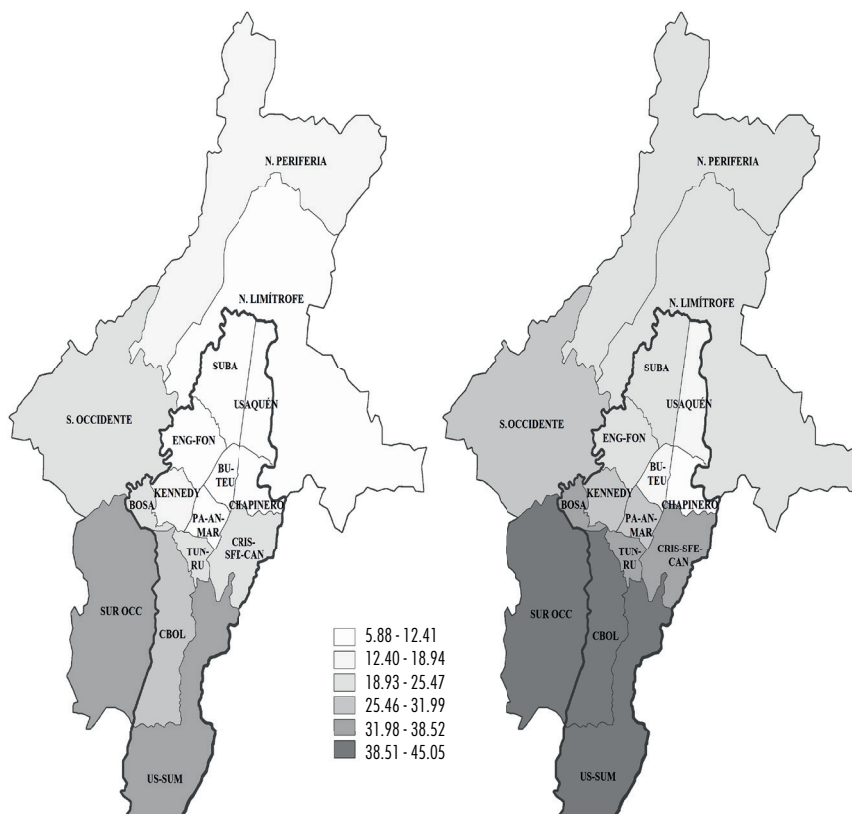 N. PERIFERIA
N. LIMÍTROFE
SUBA
USAQUÉN
S. OCCIDENTE
ENG-FON
BU-
TEU
KENNEDY
BOSA
CHAPINERO
PA-AN-
MAR
CRIS-
SFI-CAN
TUN-
RU
SUR OCC
CBOL
US-SUM
5.88 - 12.41
12.40 - 18.94
18.93 - 25.47
25.46 - 31.99
31.98 - 38.52
38.51 - 45.05
N. PERIFERIA
N. LIMÍTROFE
SUBA
USAQUÉN
S. OCCIDENTE
ENG-FON
BU-
TEU
KENNEDY
BOSA
CHAPINERO
PA-AN-
MAR
CRIS-SFE-
CAN
TUN-
RU
SUR OCC
CBOL
US-SUM